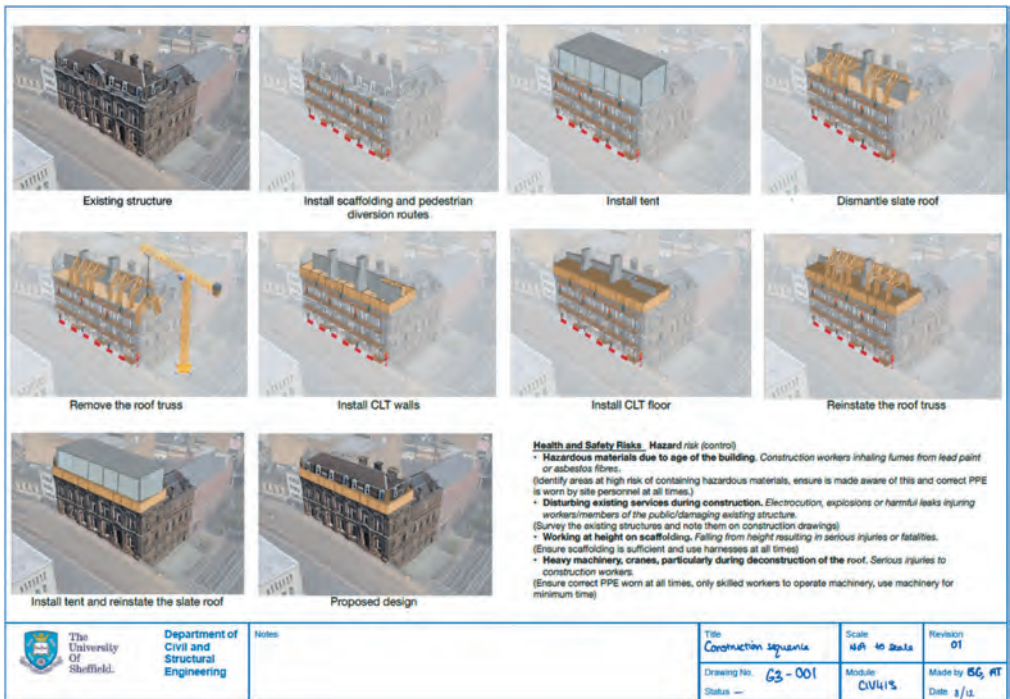 Existing structure
Install scaffolding and pedestrian
diversion routes
Install tent
Dismantle slate roof
Remove the roof truss
Install CLT walls
Install CLT floor
Reinstate the roof truss
Install tent and reinstate the slate roof
Proposed design
Health and Safety Risks Hazard risk (control)
• Hazardous materials due to age of the building. Construction workers inhaling fumes from lead paint
or asbestos fibres.
(Identify areas at high risk of containing hazardous materials, ensure is made aware of this and correct PPE
is worn by site personnel at all times.)
• Disturbing existing services during construction. Electrocution, explosions or harmful leaks injuring
workers/members of the public/damaging existing structure.
(Survey the existing structures and note them on construction drawings)
• Working at height on scaffolding. Falling from height resulting in serious injuries or fatalities.
(Ensure scaffolding is sufficient and use harnesses at all times)
• Heavy machinery, cranes, particularly during deconstruction of the roof. Serious injuries to
construction workers.
(Ensure correct PPE worn at all times, only skilled workers to operate machinery, use machinery for
minimum time)
The
University
Of
Sheffield.
Department of
Civil and
Structural
Engineering
Notes
Title
Construction sequence
Scale
Not to scale
Revision
01
Drawing No. G3-001
Status —
Module
CIV415
Made by BG, AT
Date 3/12